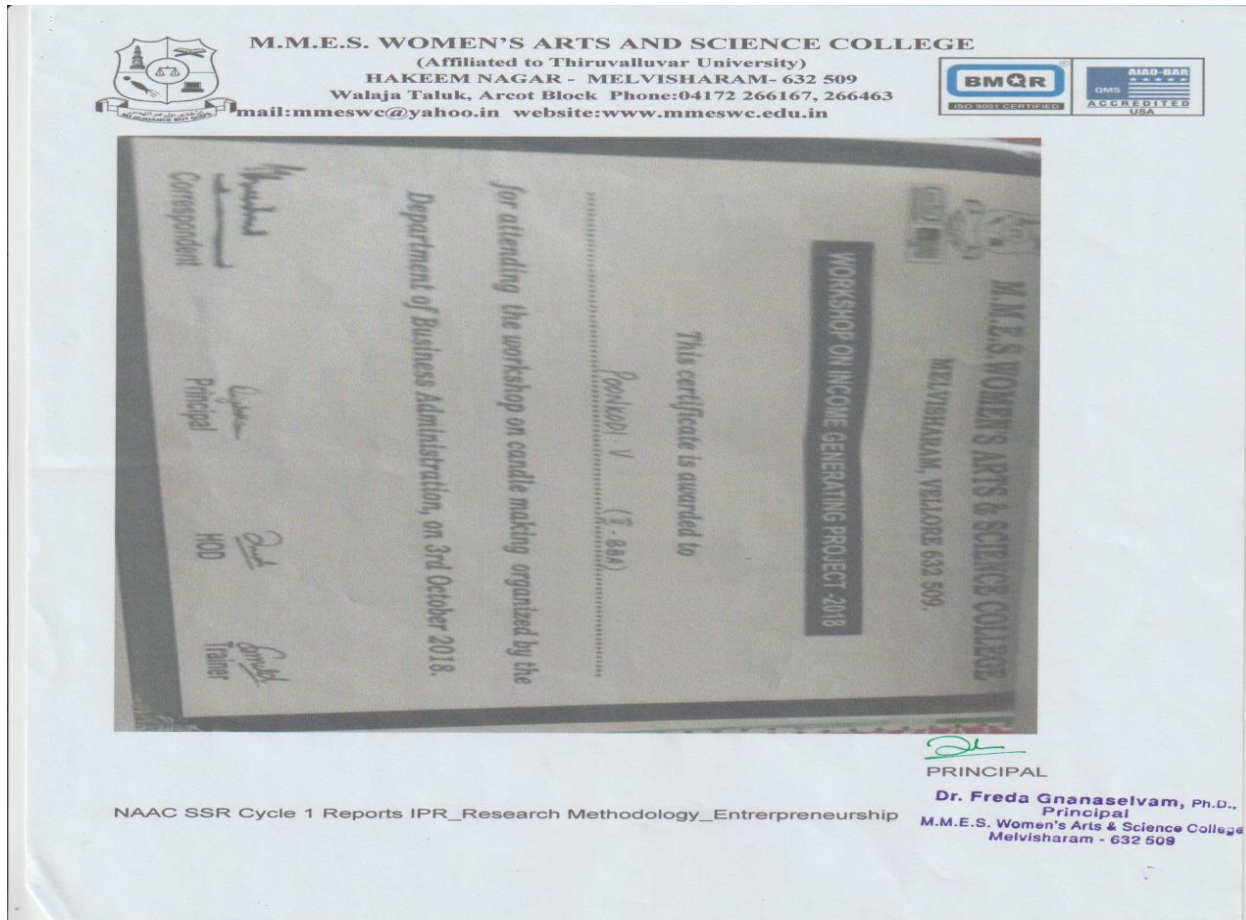 M.M.E.S. WOMEN'S ARTS AND SCIENCE COLLEGE
(Affiliated to Thiruvalluvar University)
HAKEEM NAGAR - MELVISHARAM- 632 509
Walaja Taluk, Arcot Block Phone:04172 266167, 266463
mail:mmeswc@yahoo.in website:www.mmeswc.edu.in
BMQR
ISO 9001 CERTIFIED
AIAO-BAR
QMS
ACCREDITED
USA
M.M.E.S.WOMEN'S ARTS & SCIENCE COLLEGE
MELVISHARAM, VELLORE 632 509.
WORKSHOP ON INCOME GENERATING PROJECT -2018
This certificate is awarded to
POONKODI. V (I - BBA)
for attending the workshop on candle making organized by the
Department of Business Administration, on 3rd October 2018.
Correspondent Principal HOD Trainer
PRINCIPAL
Dr. Freda Gnanaselvam, Ph.D.,
Principal
M.M.E.S. Women's Arts & Science College
Melvisharam - 632 509
NAAC SSR Cycle 1 Reports IPR_Research Methodology_Entrerpreneurship